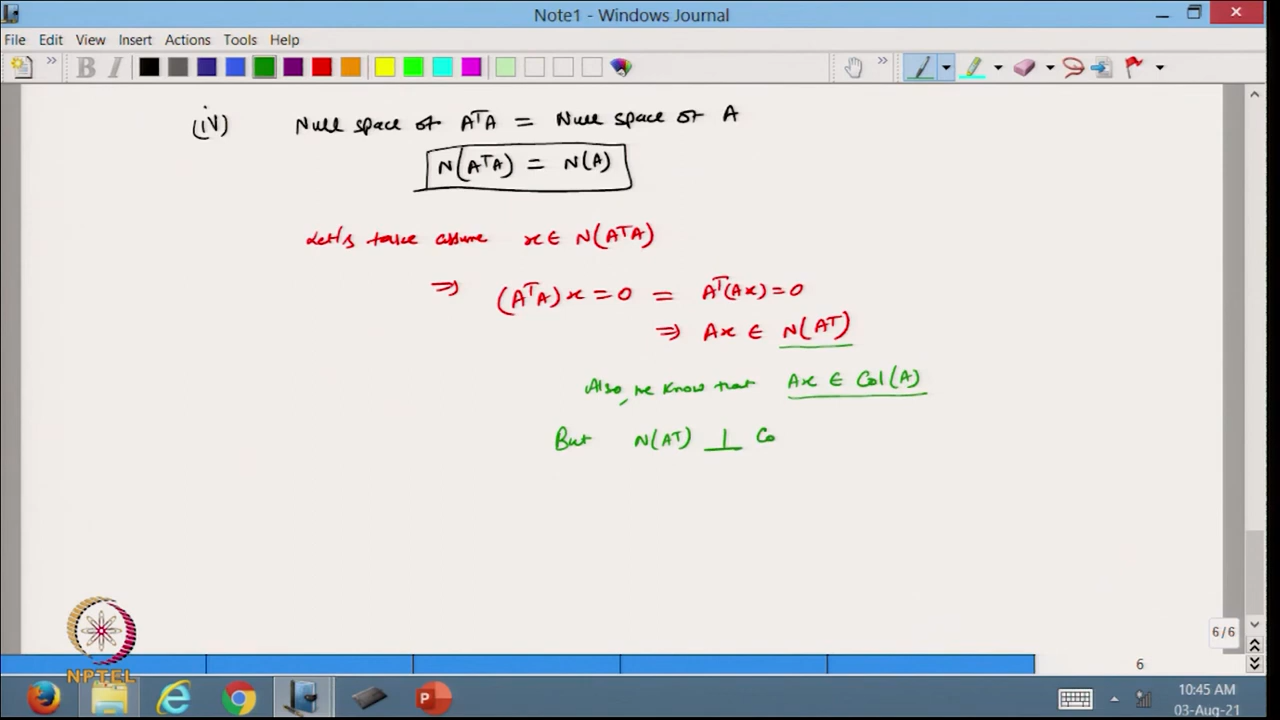 Note1 - Windows Journal
File Edit View Insert Actions Tools Help
B I
(iv) Null space of AᵀA = Null space of A
N(AᵀA) = N(A)
Let's take assume x ∈ N(AᵀA)
⇒ (AᵀA)x = 0 = Aᵀ(Ax) = 0
⇒ Ax ∈ N(Aᵀ)
Also, we know that Ax ∈ Col(A)
But N(AT) ⊥ Co
6/6
6
NPTEL
10:45 AM
03-Aug-21